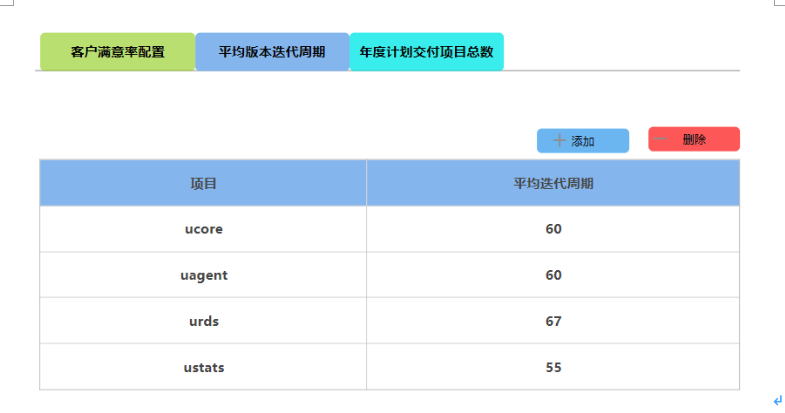 客户满意率配置 平均版本迭代周期 年度计划交付项目总数
添加 删除
项目 平均迭代周期
ucore 60
uagent 60
urds 67
ustats 55